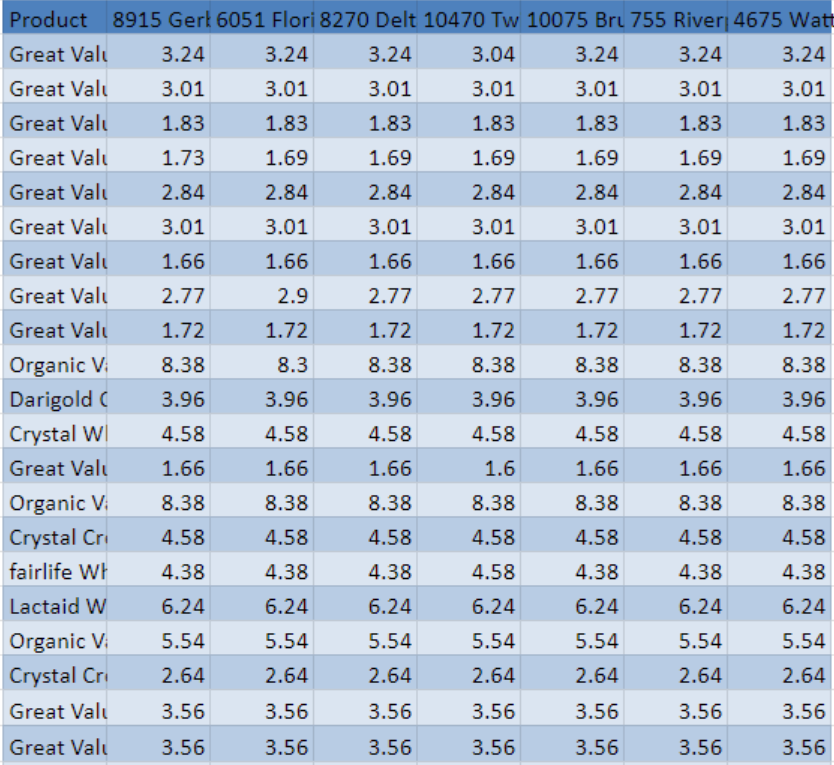 Product 8915 Gerl 6051 Flori 8270 Delt 10470 Tw 10075 Bru 755 Riverp 4675 Watt
Great Valu 3.24 3.24 3.24 3.04 3.24 3.24 3.24
Great Valu 3.01 3.01 3.01 3.01 3.01 3.01 3.01
Great Valu 1.83 1.83 1.83 1.83 1.83 1.83 1.83
Great Valu 1.73 1.69 1.69 1.69 1.69 1.69 1.69
Great Valu 2.84 2.84 2.84 2.84 2.84 2.84 2.84
Great Valu 3.01 3.01 3.01 3.01 3.01 3.01 3.01
Great Valu 1.66 1.66 1.66 1.66 1.66 1.66 1.66
Great Valu 2.77 2.9 2.77 2.77 2.77 2.77 2.77
Great Valu 1.72 1.72 1.72 1.72 1.72 1.72 1.72
Organic Va 8.38 8.3 8.38 8.38 8.38 8.38 8.38
Darigold C 3.96 3.96 3.96 3.96 3.96 3.96 3.96
Crystal Wl 4.58 4.58 4.58 4.58 4.58 4.58 4.58
Great Valu 1.66 1.66 1.66 1.6 1.66 1.66 1.66
Organic Va 8.38 8.38 8.38 8.38 8.38 8.38 8.38
Crystal Cre 4.58 4.58 4.58 4.58 4.58 4.58 4.58
fairlife Wh 4.38 4.38 4.38 4.58 4.38 4.38 4.38
Lactaid W 6.24 6.24 6.24 6.24 6.24 6.24 6.24
Organic Va 5.54 5.54 5.54 5.54 5.54 5.54 5.54
Crystal Cre 2.64 2.64 2.64 2.64 2.64 2.64 2.64
Great Valu 3.56 3.56 3.56 3.56 3.56 3.56 3.56
Great Valu 3.56 3.56 3.56 3.56 3.56 3.56 3.56